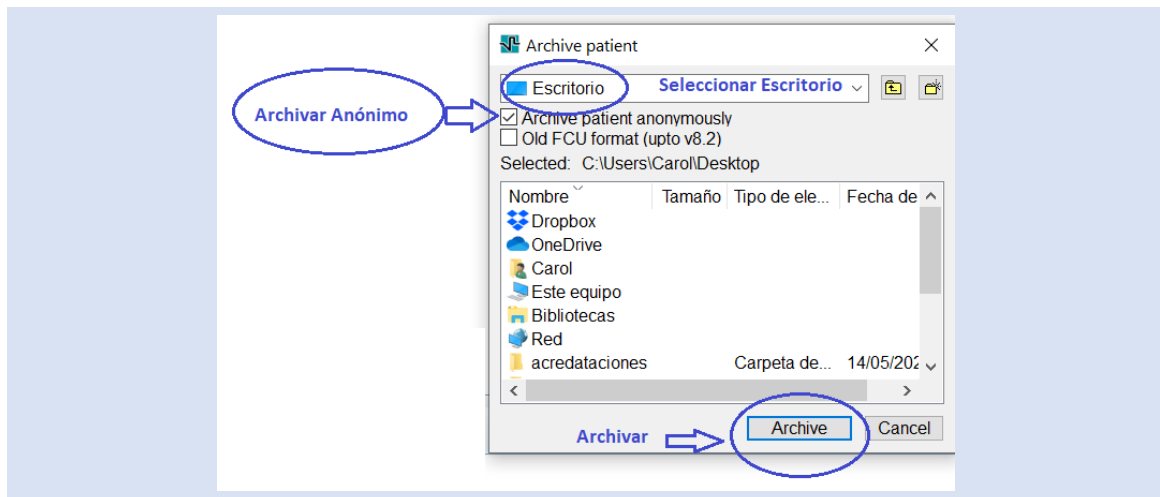 Archive patient
Escritorio Seleccionar Escritorio
Archivar Anónimo
Archive patient anonymously
Old FCU format (upto v8.2)
Selected: C:\Users\Carol\Desktop
Nombre Tamaño Tipo de ele... Fecha de
Dropbox
OneDrive
Carol
Este equipo
Bibliotecas
Red
acredataciones Carpeta de... 14/05/202
Archivar Archive Cancel